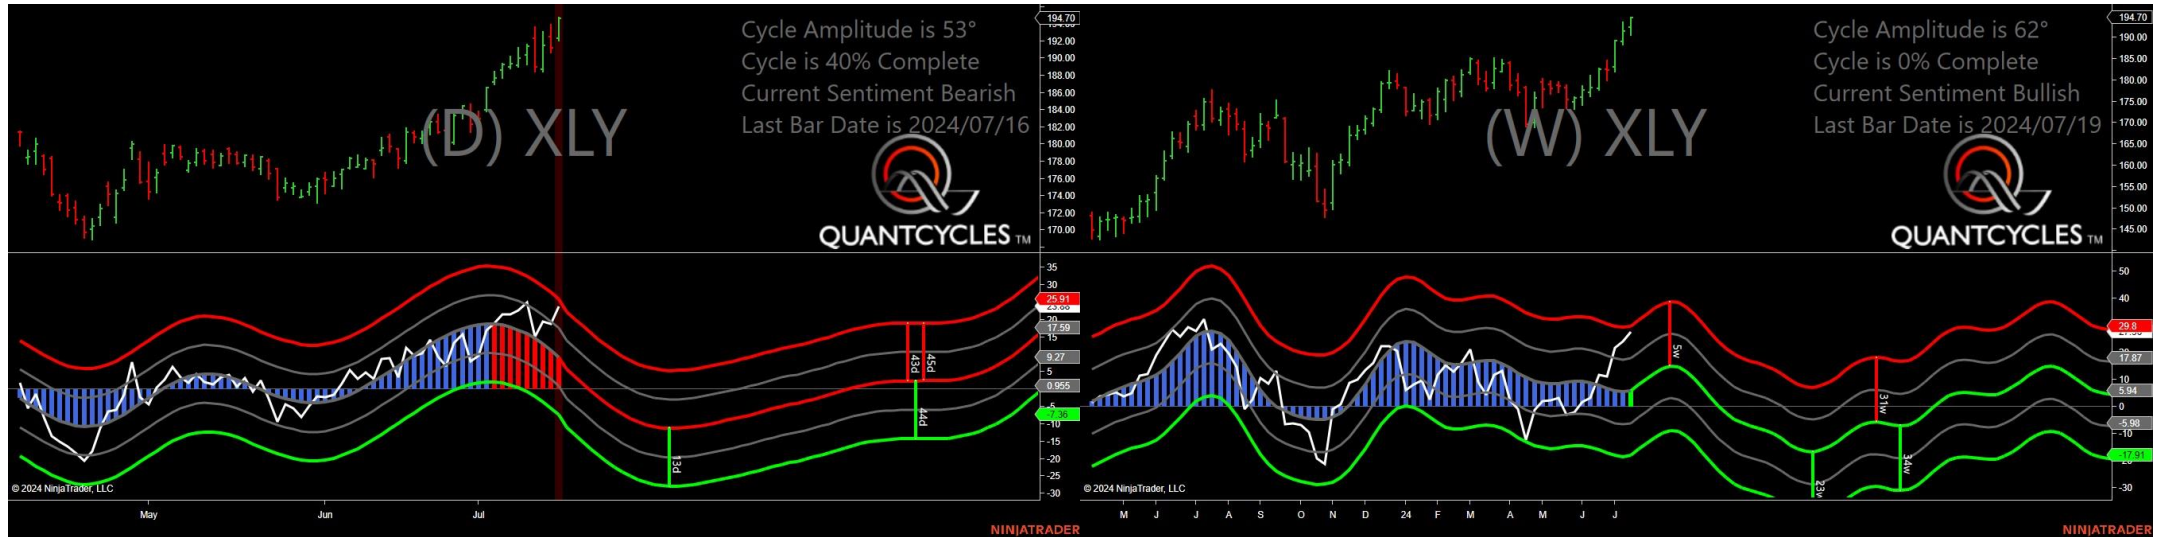 Cycle Amplitude is 53°
Cycle is 40% Complete
Current Sentiment Bearish
Last Bar Date is 2024/07/16
(D) XLY
QUANTCYCLES TM
194.70
192.00
190.00
188.00
186.00
184.00
182.00
180.00
178.00
176.00
174.00
172.00
170.00
35
30
25.91
17.59
15
9.27
5
0.955
-7.36
-10
-15
-20
-25
-30
13d
43d
45d
44d
© 2024 NinjaTrader, LLC
May
Jun
Jul
NINJATRADER
Cycle Amplitude is 62°
Cycle is 0% Complete
Current Sentiment Bullish
Last Bar Date is 2024/07/19
(W) XLY
QUANTCYCLES TM
194.70
190.00
185.00
180.00
175.00
170.00
165.00
160.00
155.00
150.00
145.00
50
40
29.8
17.87
10
5.94
0
-5.98
-10
-17.91
-30
5w
31w
23w
34w
© 2024 NinjaTrader, LLC
M J J A S O N D 24 F M A M J J
NINJATRADER